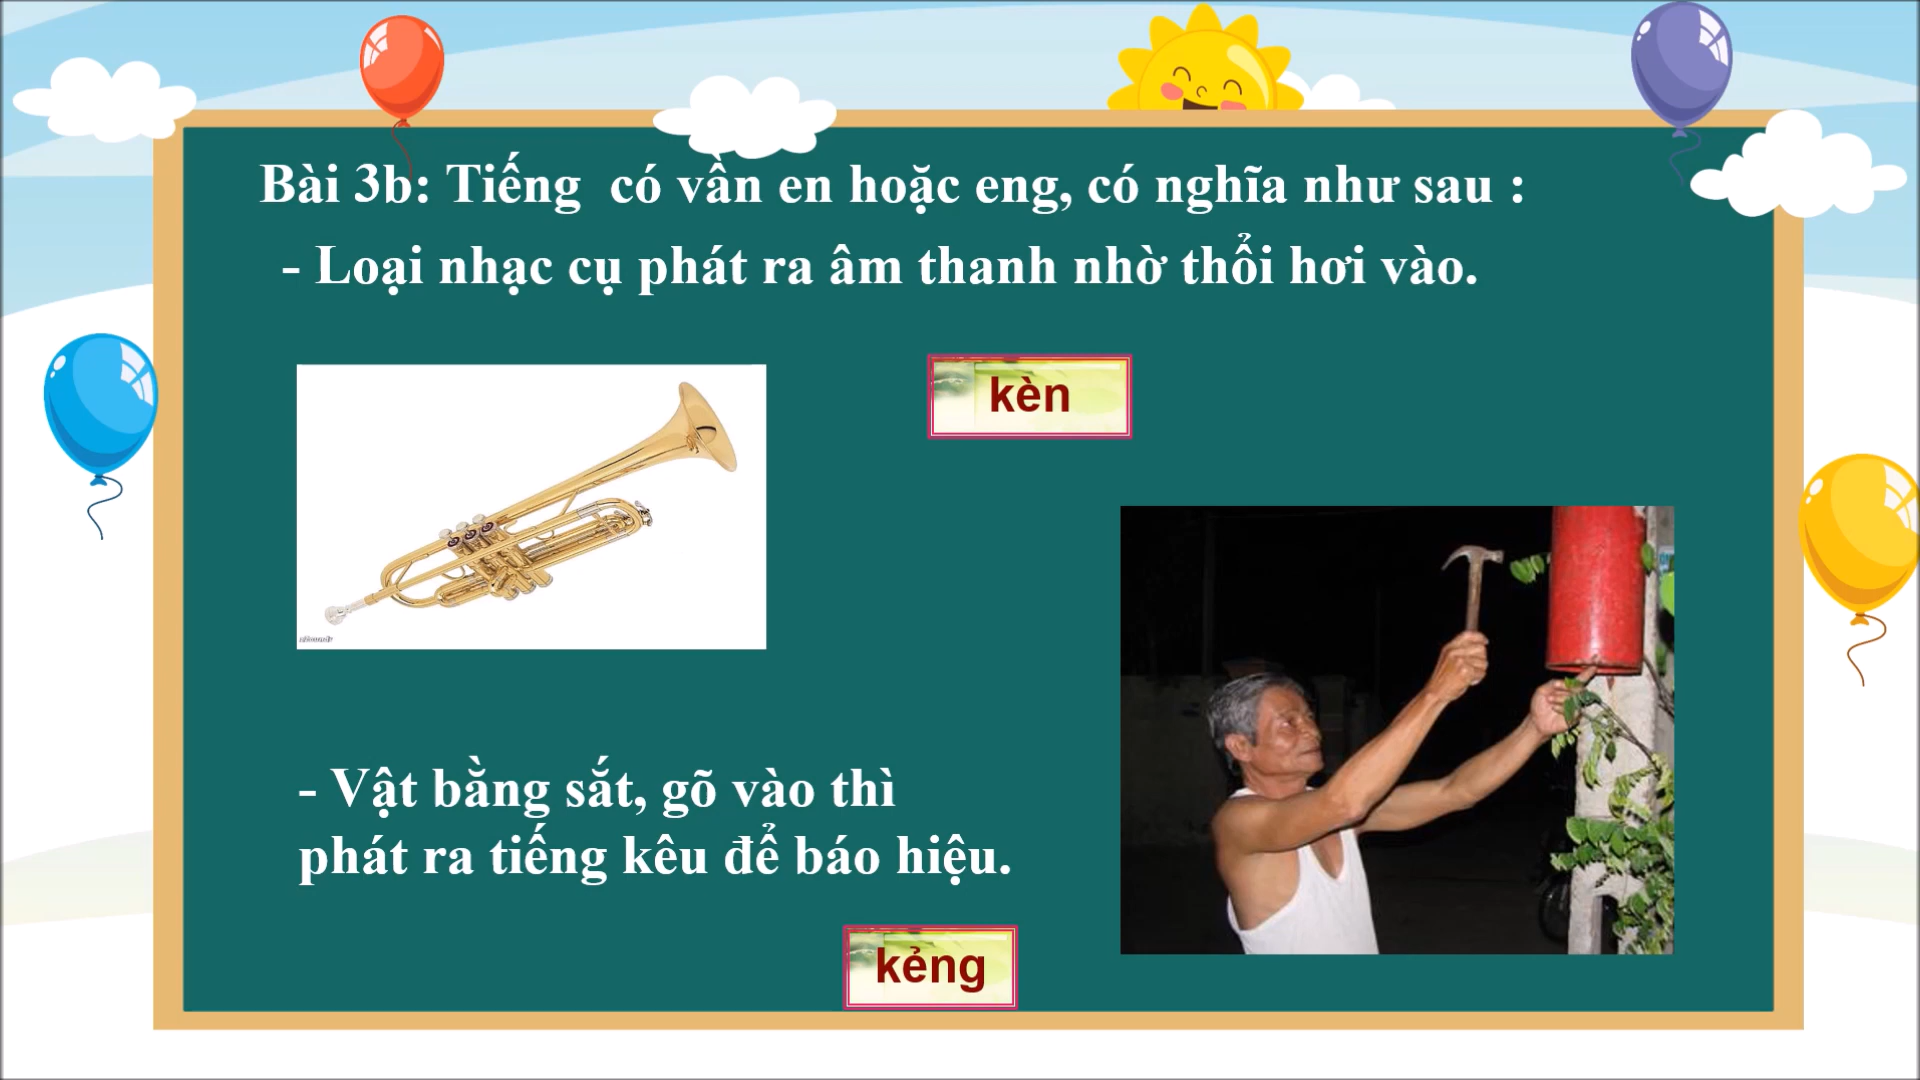 Bài 3b: Tiếng có vần en hoặc eng, có nghĩa như sau :
- Loại nhạc cụ phát ra âm thanh nhờ thổi hơi vào.
kèn
- Vật bằng sắt, gõ vào thì
phát ra tiếng kêu để báo hiệu.
kẻng